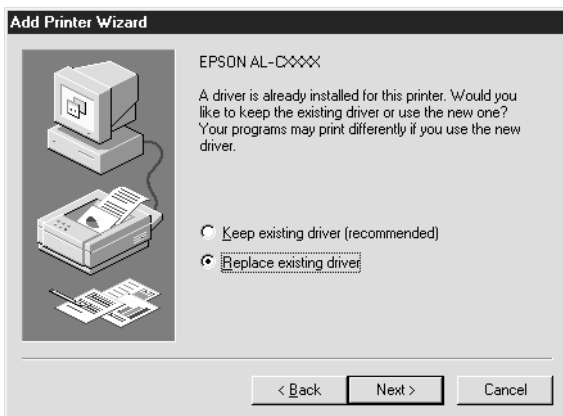 Add Printer Wizard
EPSON AL-CXXXX
A driver is already installed for this printer. Would you
like to keep the existing driver or use the new one?
Your programs may print differently if you use the new
driver.
Keep existing driver (recommended)
Replace existing driver
< Back
Next >
Cancel